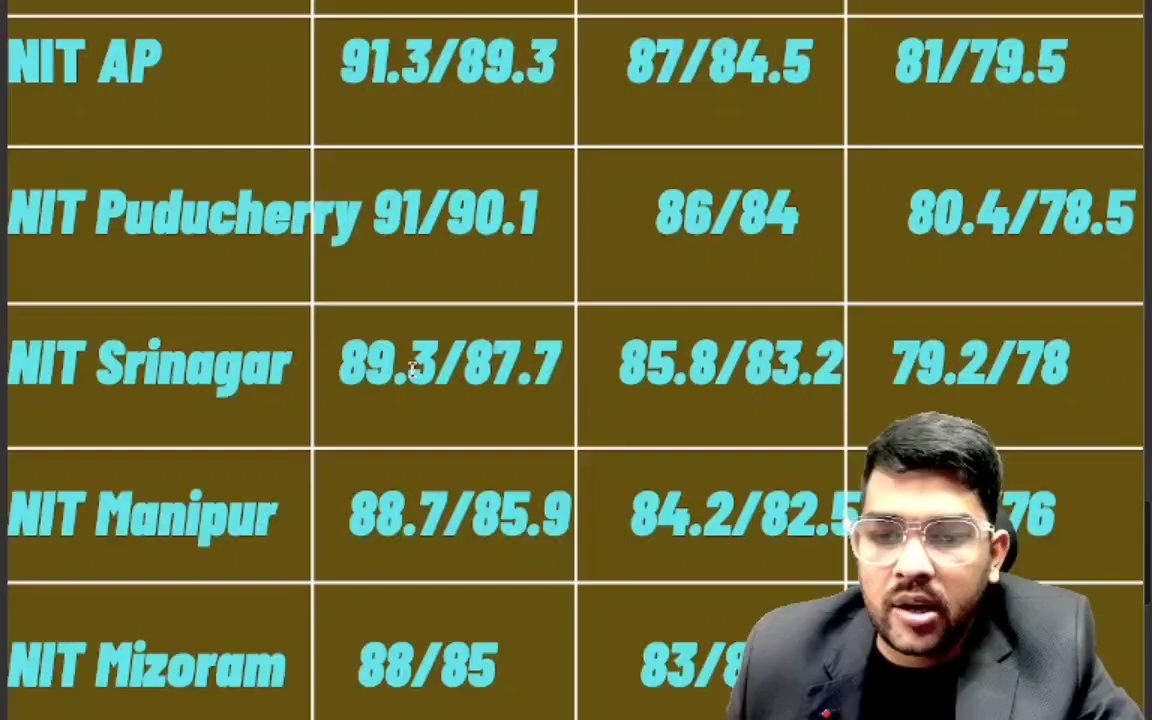 NIT AP 91.3/89.3 87/84.5 81/79.5
NIT Puducherry 91/90.1 86/84 80.4/78.5
NIT Srinagar 89.3/87.7 85.8/83.2 79.2/78
NIT Manipur 88.7/85.9 84.2/82.5 76
NIT Mizoram 88/85